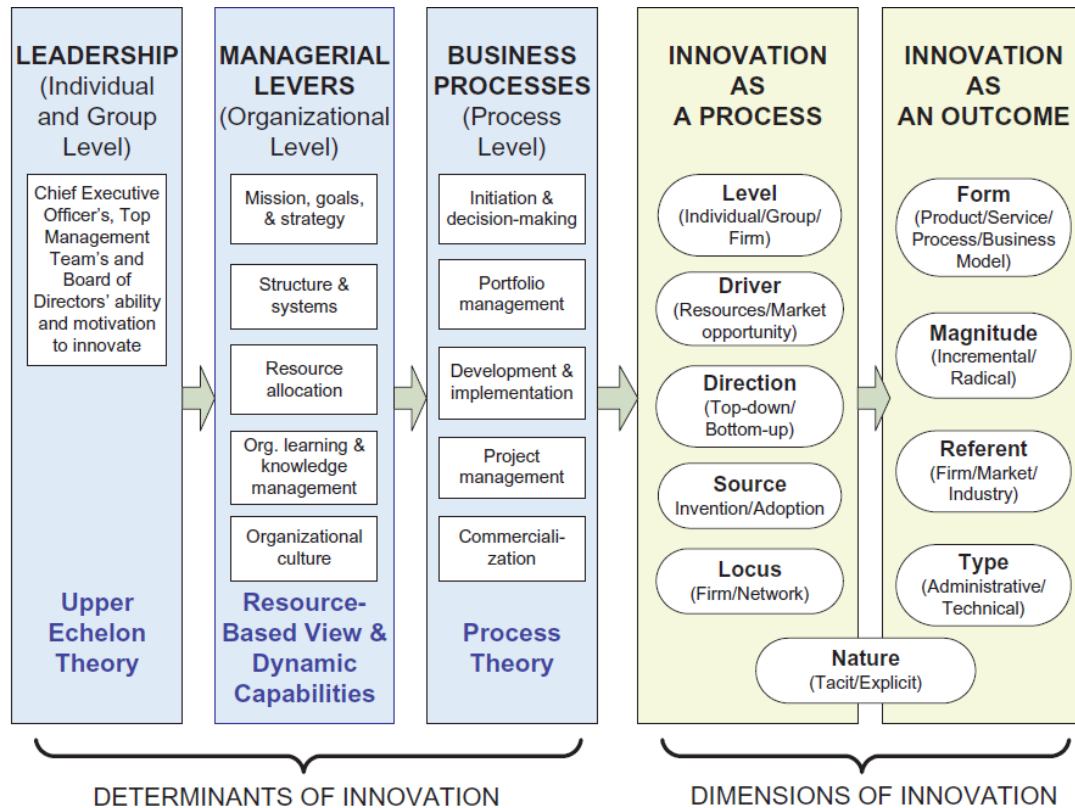 LEADERSHIP
(Individual
and Group
Level)
Chief Executive
Officer's, Top
Management
Team's and
Board of
Directors' ability
and motivation
to innovate
Upper
Echelon
Theory
MANAGERIAL
LEVERS
(Organizational
Level)
Mission, goals,
& strategy
Structure &
systems
Resource
allocation
Org. learning &
knowledge
management
Organizational
culture
Resource-
Based View &
Dynamic
Capabilities
BUSINESS
PROCESSES
(Process
Level)
Initiation &
decision-making
Portfolio
management
Development &
implementation
Project
management
Commerciali-
zation
Process
Theory
INNOVATION
AS
A PROCESS
Level
(Individual/Group/
Firm)
Driver
(Resources/Market
opportunity)
Direction
(Top-down/
Bottom-up)
Source
Invention/Adoption
Locus
(Firm/Network)
INNOVATION
AS
AN OUTCOME
Form
(Product/Service/
Process/Business
Model)
Magnitude
(Incremental/
Radical)
Referent
(Firm/Market/
Industry)
Type
(Administrative/
Technical)
Nature
(Tacit/Explicit)
DETERMINANTS OF INNOVATION
DIMENSIONS OF INNOVATION